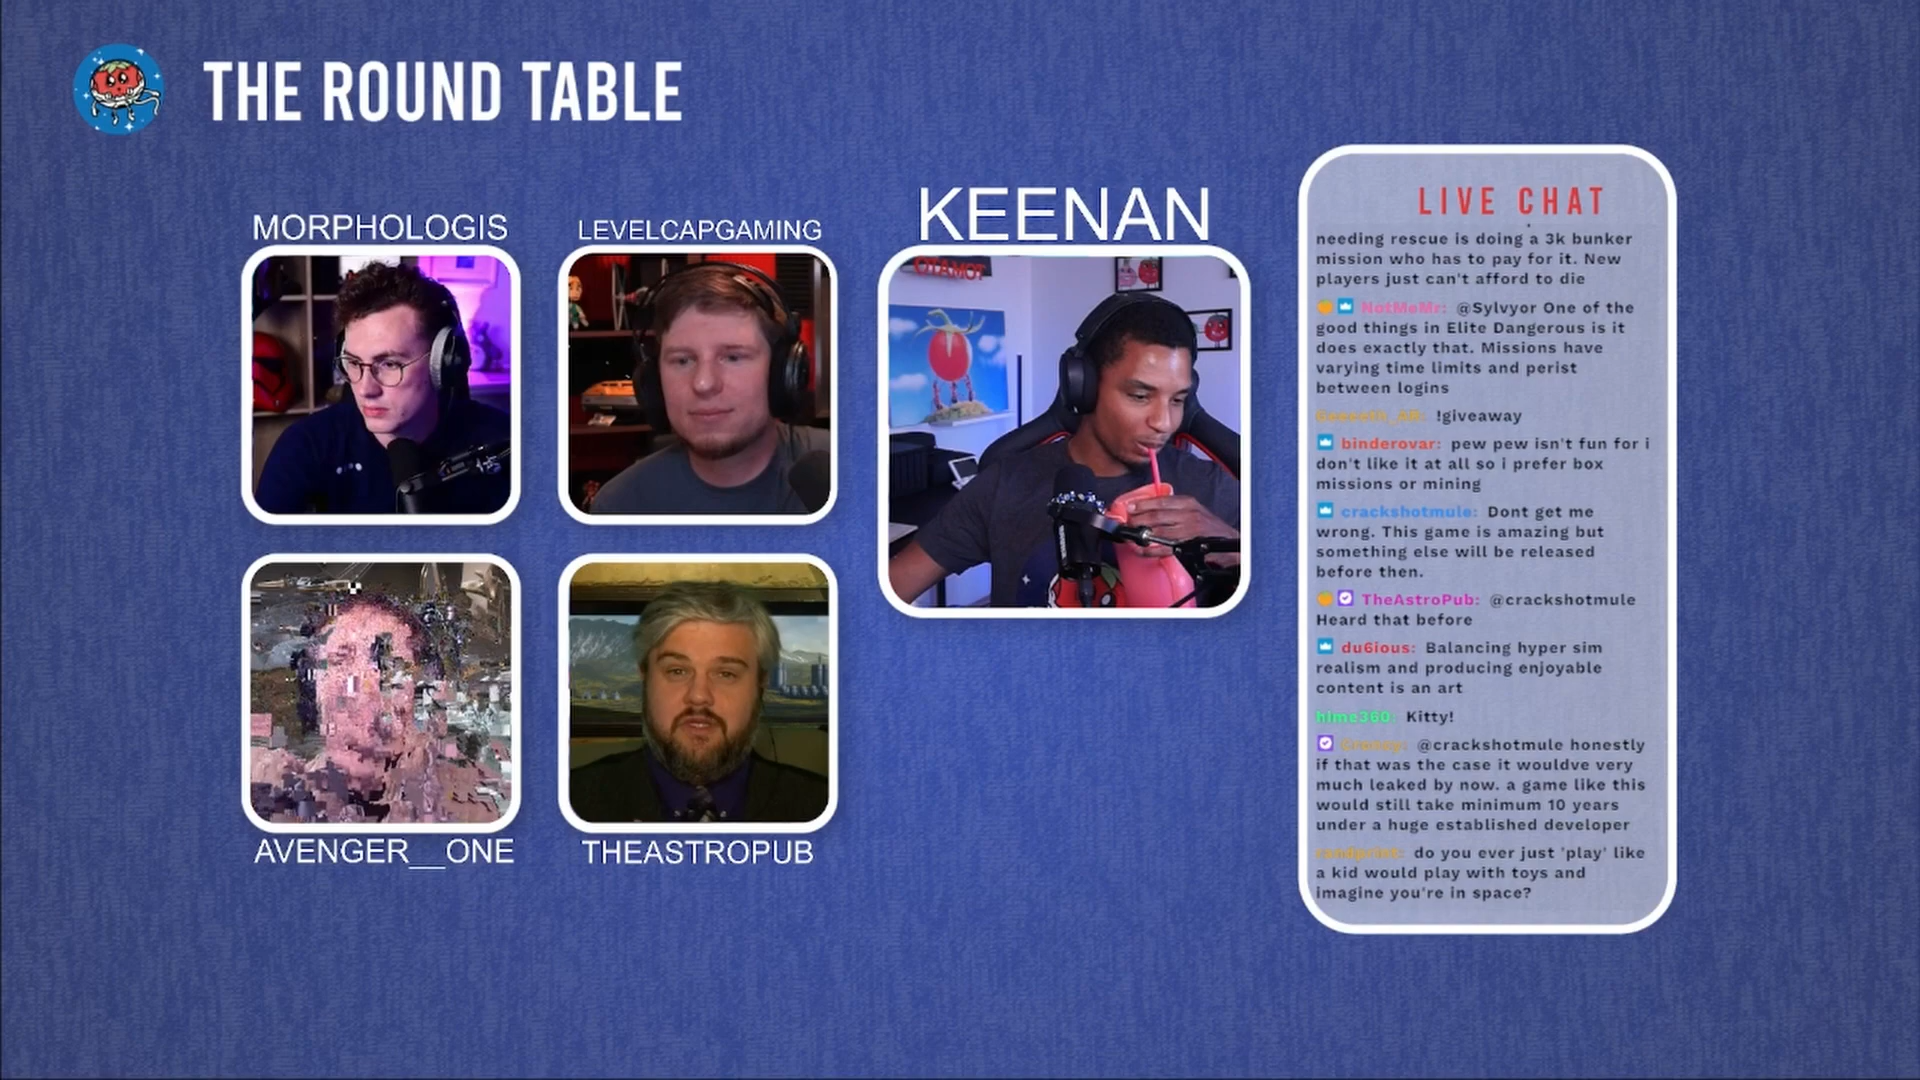 THE ROUND TABLE
MORPHOLOGIS
LEVELCAPGAMING
KEENAN
AVENGER__ONE
THEASTROPUB
LIVE CHAT
needing rescue is doing a 3k bunker
mission who has to pay for it. New
players just can't afford to die
NotMeMr: @Sylvyor One of the
good things in Elite Dangerous is it
does exactly that. Missions have
varying time limits and perist
between logins
!giveaway
binderovar: pew pew isn't fun for i
don't like it at all so i prefer box
missions or mining
crackshotmule: Dont get me
wrong. This game is amazing but
something else will be released
before then.
TheAstroPub: @crackshotmule
Heard that before
du6ious: Balancing hyper sim
realism and producing enjoyable
content is an art
hime360: Kitty!
@crackshotmule honestly
if that was the case it wouldve very
much leaked by now. a game like this
would still take minimum 10 years
under a huge established developer
do you ever just 'play' like
a kid would play with toys and
imagine you're in space?